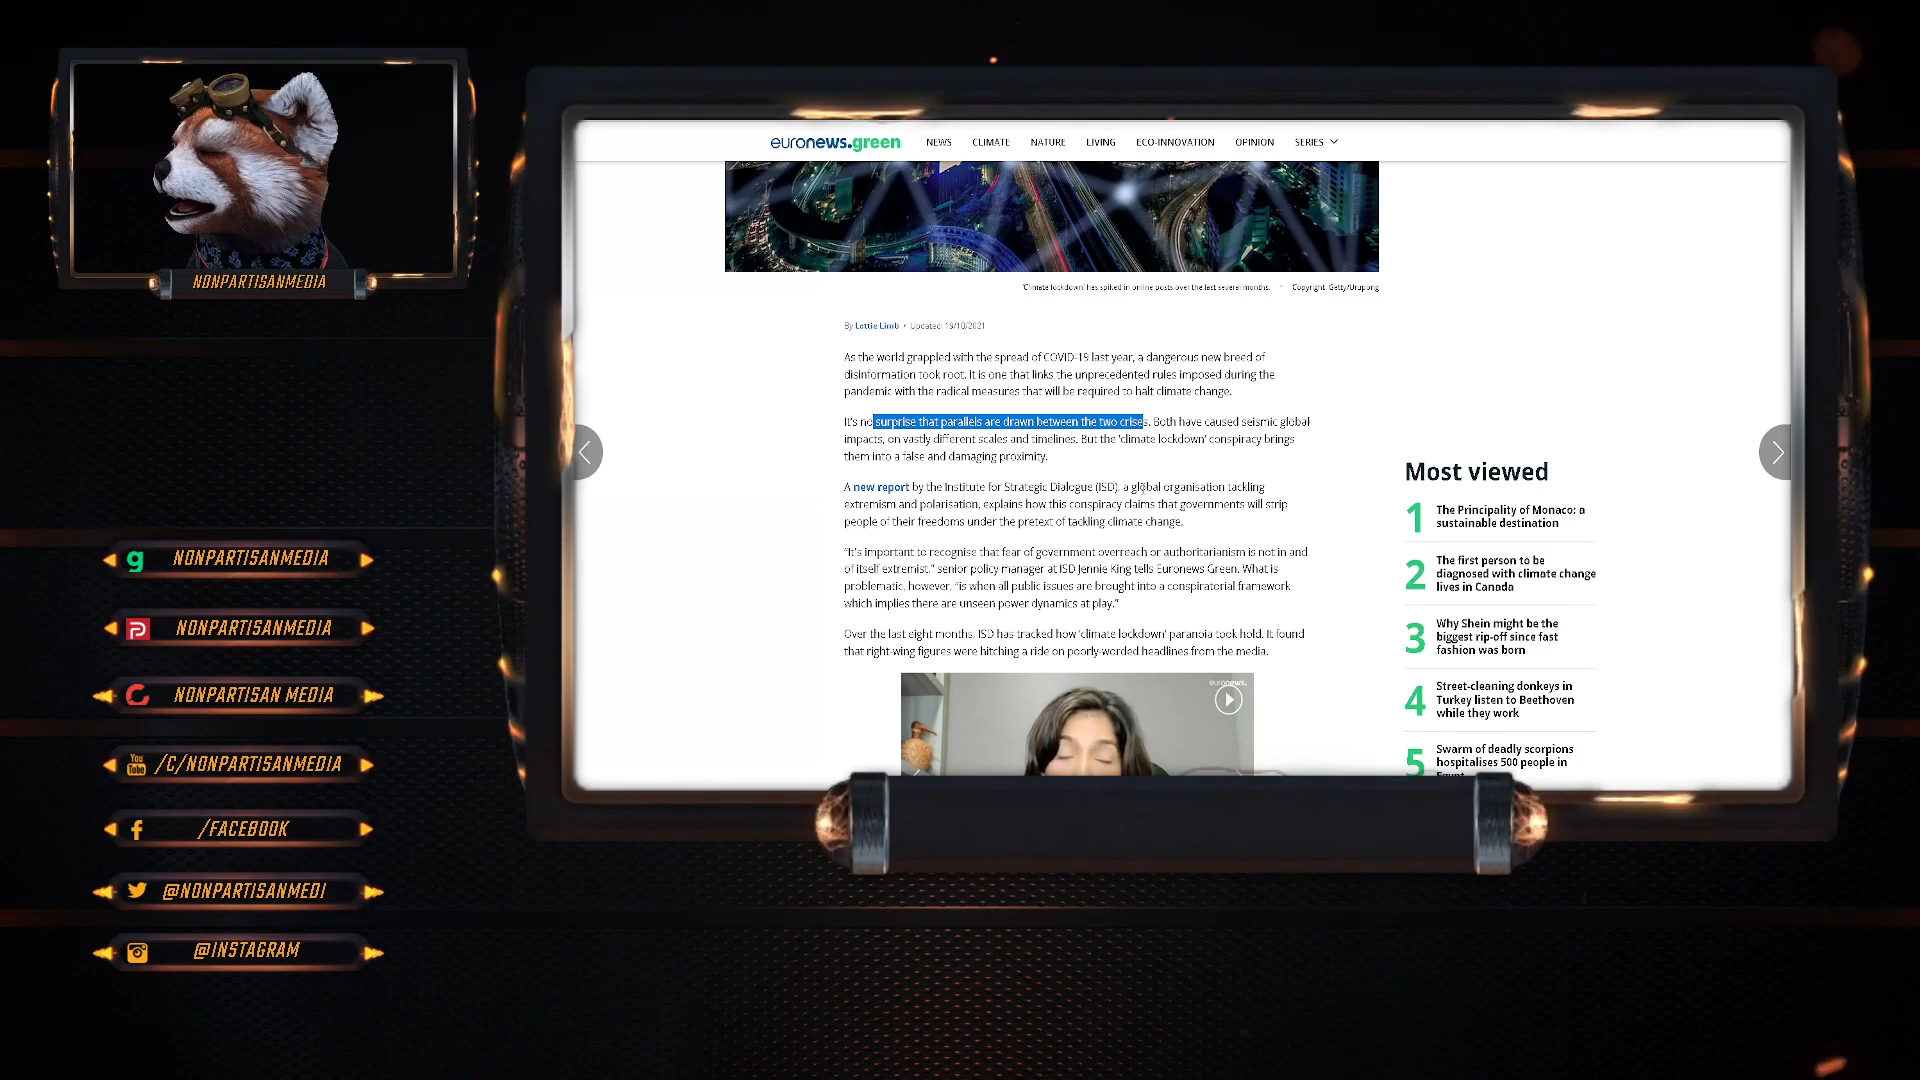 NONPARTISANMEDIA
NONPARTISANMEDIA
NONPARTISANMEDIA
NONPARTISAN MEDIA
You Tube /C/NONPARTISANMEDIA
/FACEBOOK
@NONPARTISANMEDI
@INSTAGRAM
euronews.green NEWS CLIMATE NATURE LIVING ECO-INNOVATION OPINION SERIES
'Climate lockdown' has spiked in online posts over the last several months. - Copyright Getty/Urupong
By Lottie Limb • Updated: 19/10/2021
As the world grappled with the spread of COVID-19 last year, a dangerous new breed of
disinformation took root. It is one that links the unprecedented rules imposed during the
pandemic with the radical measures that will be required to halt climate change.
It's no surprise that parallels are drawn between the two crises. Both have caused seismic global
impacts, on vastly different scales and timelines. But the 'climate lockdown' conspiracy brings
them into a false and damaging proximity.
A new report by the Institute for Strategic Dialogue (ISD), a global organisation tackling
extremism and polarisation, explains how this conspiracy claims that governments will strip
people of their freedoms under the pretext of tackling climate change.
“It's important to recognise that fear of government overreach or authoritarianism is not in and
of itself extremist,” senior policy manager at ISD Jennie King tells Euronews Green. What is
problematic, however, “is when all public issues are brought into a conspiratorial framework
which implies there are unseen power dynamics at play.”
Over the last eight months, ISD has tracked how 'climate lockdown' paranoia took hold. It found
that right-wing figures were hitching a ride on poorly-worded headlines from the media.
euronews.
Most viewed
1 The Principality of Monaco: a
sustainable destination
2 The first person to be
diagnosed with climate change
lives in Canada
3 Why Shein might be the
biggest rip-off since fast
fashion was born
4 Street-cleaning donkeys in
Turkey listen to Beethoven
while they work
5 Swarm of deadly scorpions
hospitalises 500 people in